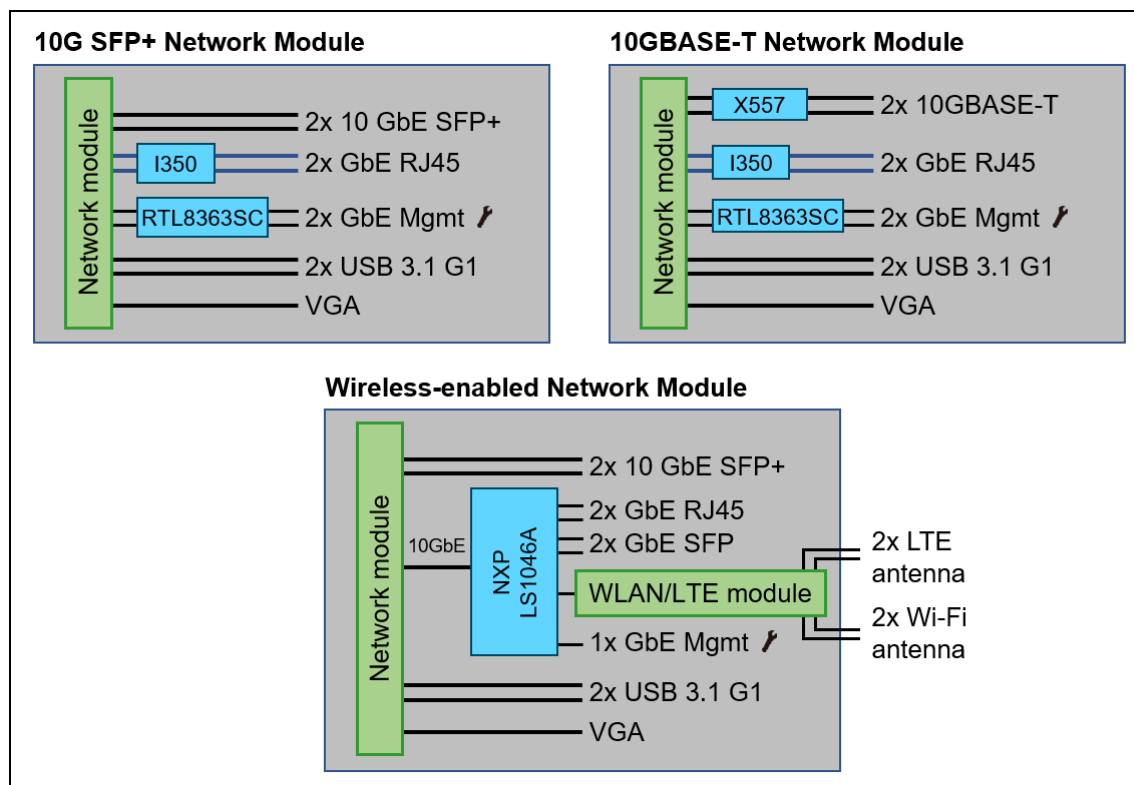 10G SFP+ Network Module
Network module
2x 10 GbE SFP+
I350
2x GbE RJ45
RTL8363SC
2x GbE Mgmt
2x USB 3.1 G1
VGA
10GBASE-T Network Module
Network module
X557
2x 10GBASE-T
I350
2x GbE RJ45
RTL8363SC
2x GbE Mgmt
2x USB 3.1 G1
VGA
Wireless-enabled Network Module
Network module
2x 10 GbE SFP+
10GbE
NXP
LS1046A
2x GbE RJ45
2x GbE SFP
WLAN/LTE module
1x GbE Mgmt
2x USB 3.1 G1
VGA
2x LTE
antenna
2x Wi-Fi
antenna